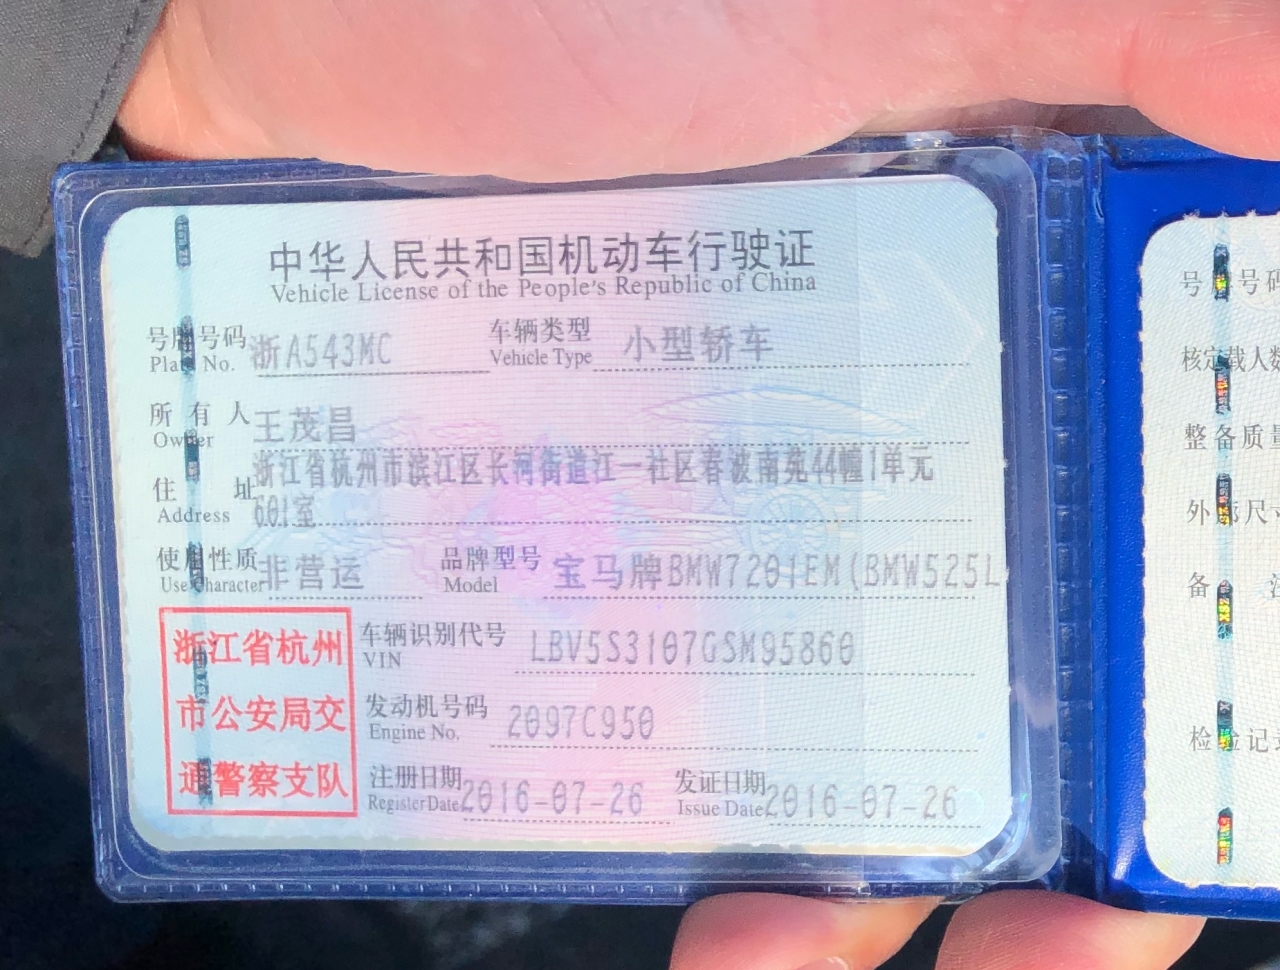 中华人民共和国机动车行驶证
Vehicle License of the People's Republic of China
号牌号码 浙A543MC 车辆类型 小型轿车
Plate No. Vehicle Type
所有人 王茂昌
Owner
住址 浙江省杭州市滨江区长河街道江一社区春波南苑44幢1单元
Address 601室
使用性质 非营运 品牌型号 宝马牌BMW7201EM(BMW525L
Use Character Model
浙江省杭州
市公安局交
通警察支队
车辆识别代号 LBV5S3107GSM95860
VIN
发动机号码 2097C950
Engine No.
注册日期 2016-07-26 发证日期 2016-07-26
Register Date Issue Date
号 号码
核定载人数
整备质量
外 尺
备
检 记